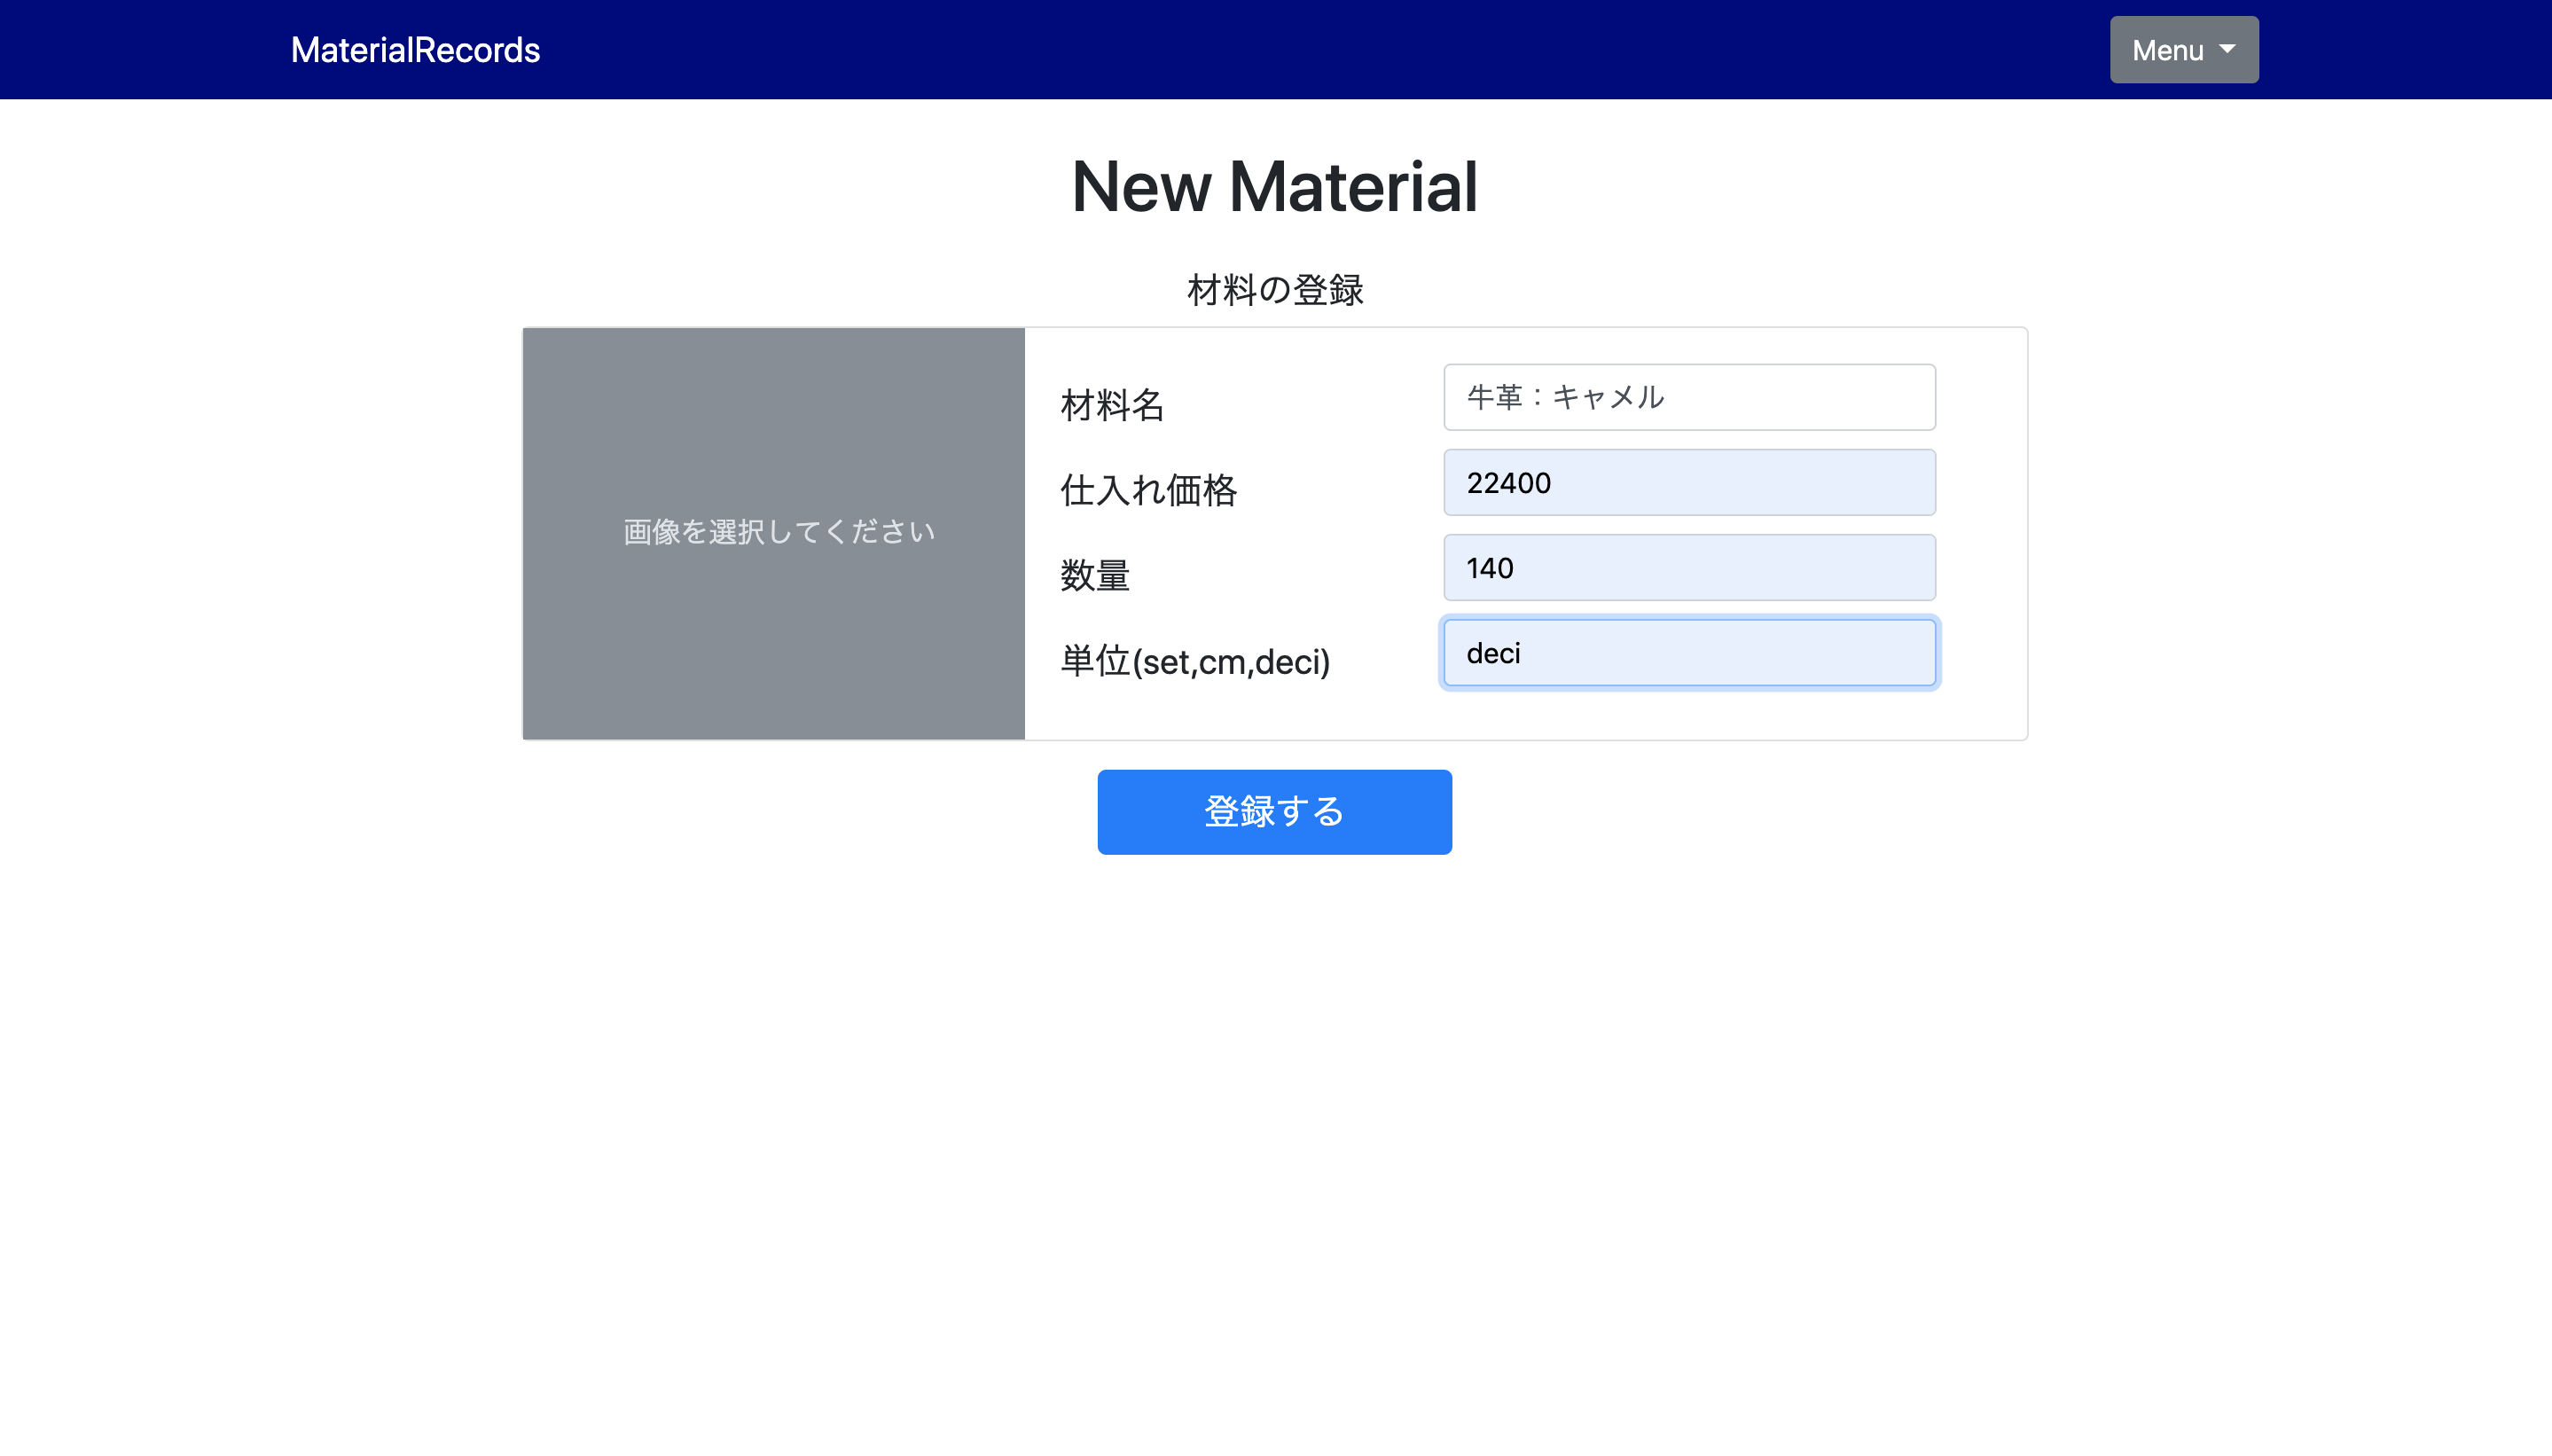 MaterialRecords
Menu
New Material
材料の登録
画像を選択してください
材料名
牛革：キャメル
仕入れ価格
22400
数量
140
単位(set,cm,deci)
deci
登録する